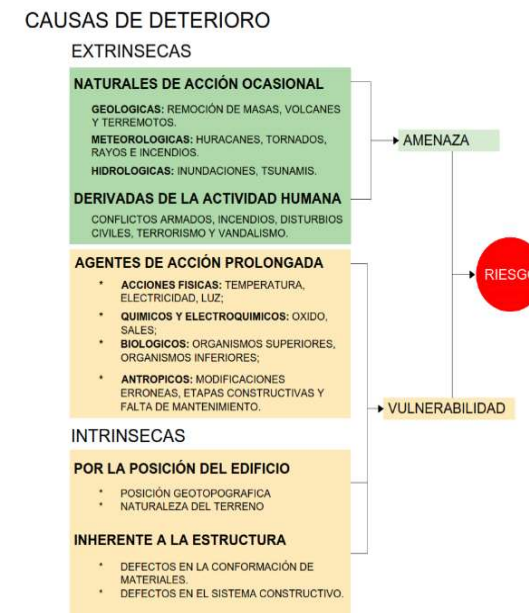 CAUSAS DE DETERIORO
EXTRINSECAS
NATURALES DE ACCIÓN OCASIONAL
GEOLOGICAS: REMOCIÓN DE MASAS, VOLCANES
Y TERREMOTOS.
METEOROLOGICAS: HURACANES, TORNADOS,
RAYOS E INCENDIOS.
HIDROLOGICAS: INUNDACIONES, TSUNAMIS.
DERIVADAS DE LA ACTIVIDAD HUMANA
CONFLICTOS ARMADOS, INCENDIOS, DISTURBIOS
CIVILES, TERRORISMO Y VANDALISMO.
AMENAZA
AGENTES DE ACCIÓN PROLONGADA
* ACCIONES FISICAS: TEMPERATURA,
ELECTRICIDAD, LUZ;
* QUIMICOS Y ELECTROQUIMICOS: OXIDO,
SALES;
* BIOLOGICOS: ORGANISMOS SUPERIORES,
ORGANISMOS INFERIORES;
* ANTROPICOS: MODIFICACIONES
ERRONEAS, ETAPAS CONSTRUCTIVAS Y
FALTA DE MANTENIMIENTO.
RIESGO
VULNERABILIDAD
INTRINSECAS
POR LA POSICIÓN DEL EDIFICIO
* POSICIÓN GEOTOPOGRAFICA
* NATURALEZA DEL TERRENO
INHERENTE A LA ESTRUCTURA
* DEFECTOS EN LA CONFORMACIÓN DE
MATERIALES.
* DEFECTOS EN EL SISTEMA CONSTRUCTIVO.